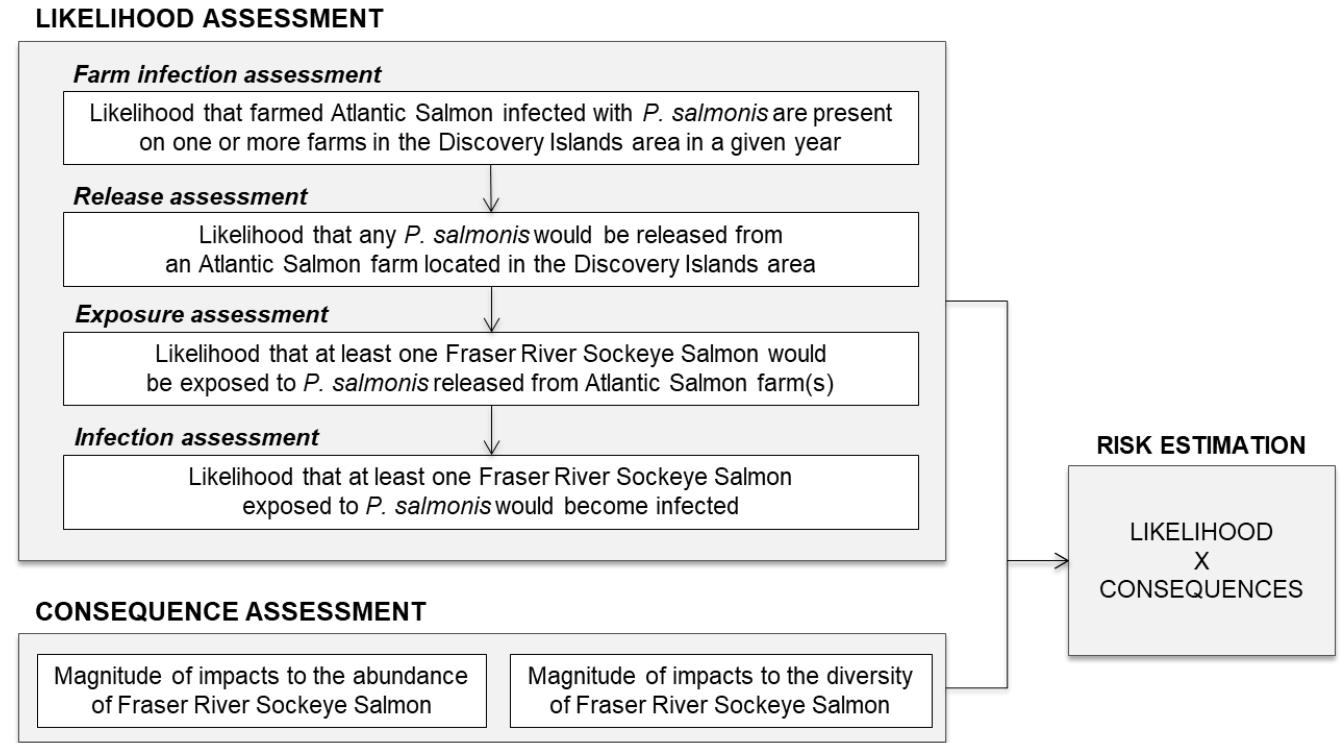 LIKELIHOOD ASSESSMENT
Farm infection assessment
Likelihood that farmed Atlantic Salmon infected with P. salmonis are present
on one or more farms in the Discovery Islands area in a given year
Release assessment
Likelihood that any P. salmonis would be released from
an Atlantic Salmon farm located in the Discovery Islands area
Exposure assessment
Likelihood that at least one Fraser River Sockeye Salmon would
be exposed to P. salmonis released from Atlantic Salmon farm(s)
Infection assessment
Likelihood that at least one Fraser River Sockeye Salmon
exposed to P. salmonis would become infected
CONSEQUENCE ASSESSMENT
Magnitude of impacts to the abundance
of Fraser River Sockeye Salmon
Magnitude of impacts to the diversity
of Fraser River Sockeye Salmon
RISK ESTIMATION
LIKELIHOOD
X
CONSEQUENCES